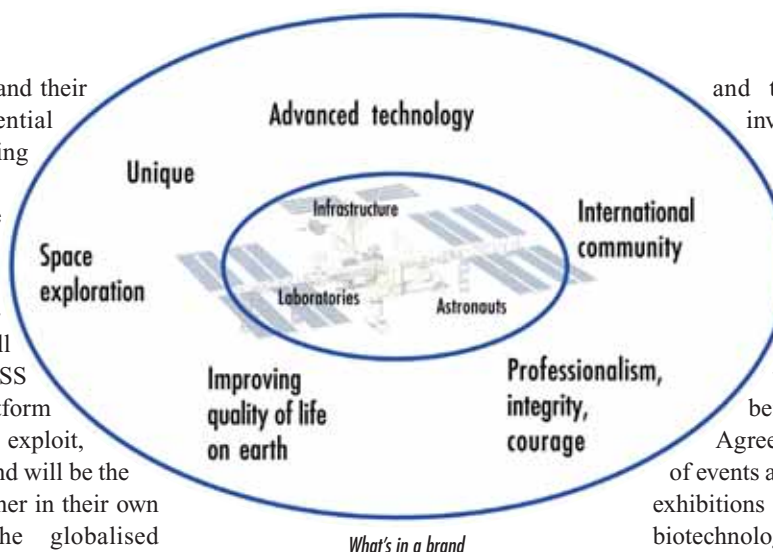 and their
ential
ing
e
ll
SS
tform
exploit,
nd will be the
her in their own
he globalised
Advanced technology
Unique
Infrastructure
International
community
Space
exploration
Laboratories
Astronauts
Improving
quality of life
on earth
Professionalism,
integrity,
courage
What's in a brand
and t
inv
be
Agree
of events a
exhibitions
biotechnolog